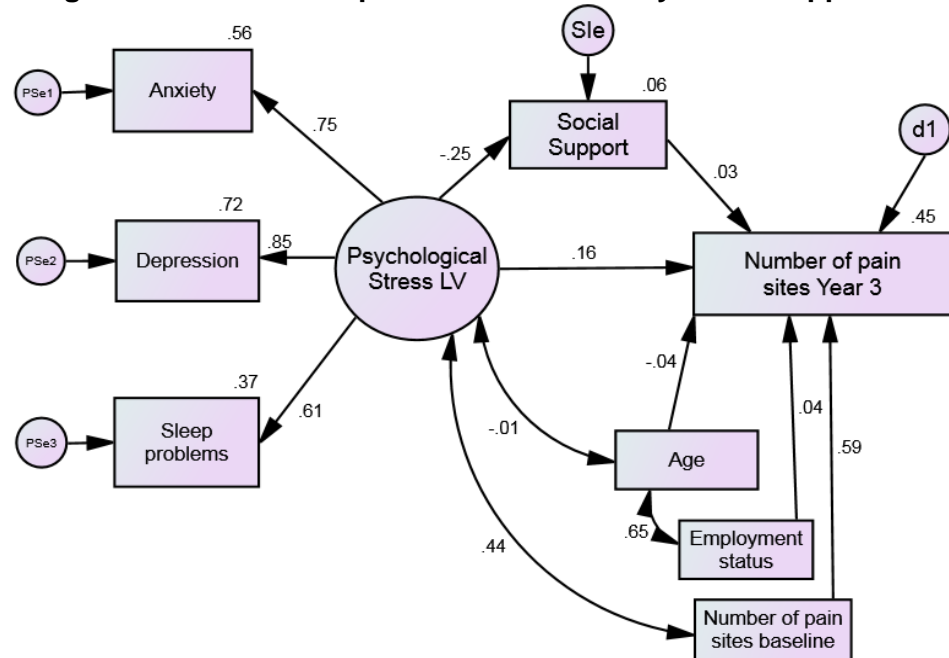 SIe
.56
.06
PSe1
Anxiety
Social
Support
d1
.75
-.25
.03
.45
.72
PSe2
Depression
.85
Psychological
Stress LV
.16
Number of pain
sites Year 3
-.04
.37
.04
PSe3
Sleep
problems
.61
-.01
.59
Age
.65
Employment
status
.44
Number of pain
sites baseline